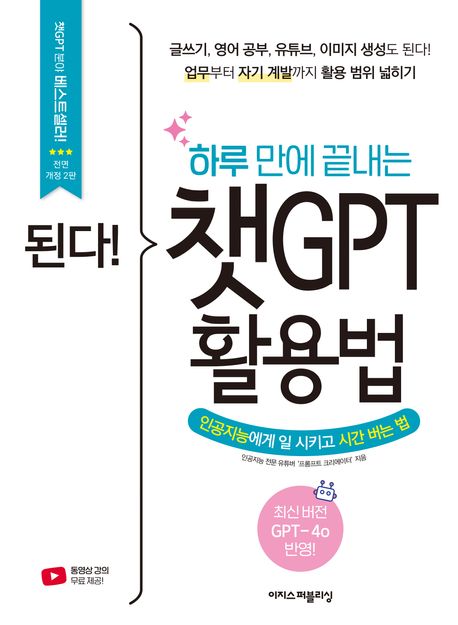 챗GPT 분야 베스트셀러!
전면
개정 2판
글쓰기, 영어 공부, 유튜브, 이미지 생성도 된다!
업무부터 자기 계발까지 활용 범위 넓히기
된다!
하루 만에 끝내는
챗GPT
활용법
인공지능에게 일 시키고 시간 버는 법
인공지능 전문 유튜버 '프롬프트 크리에이터' 지음
최신 버전
GPT-4o
반영!
동영상 강의
무료 제공!
이지스퍼블리싱